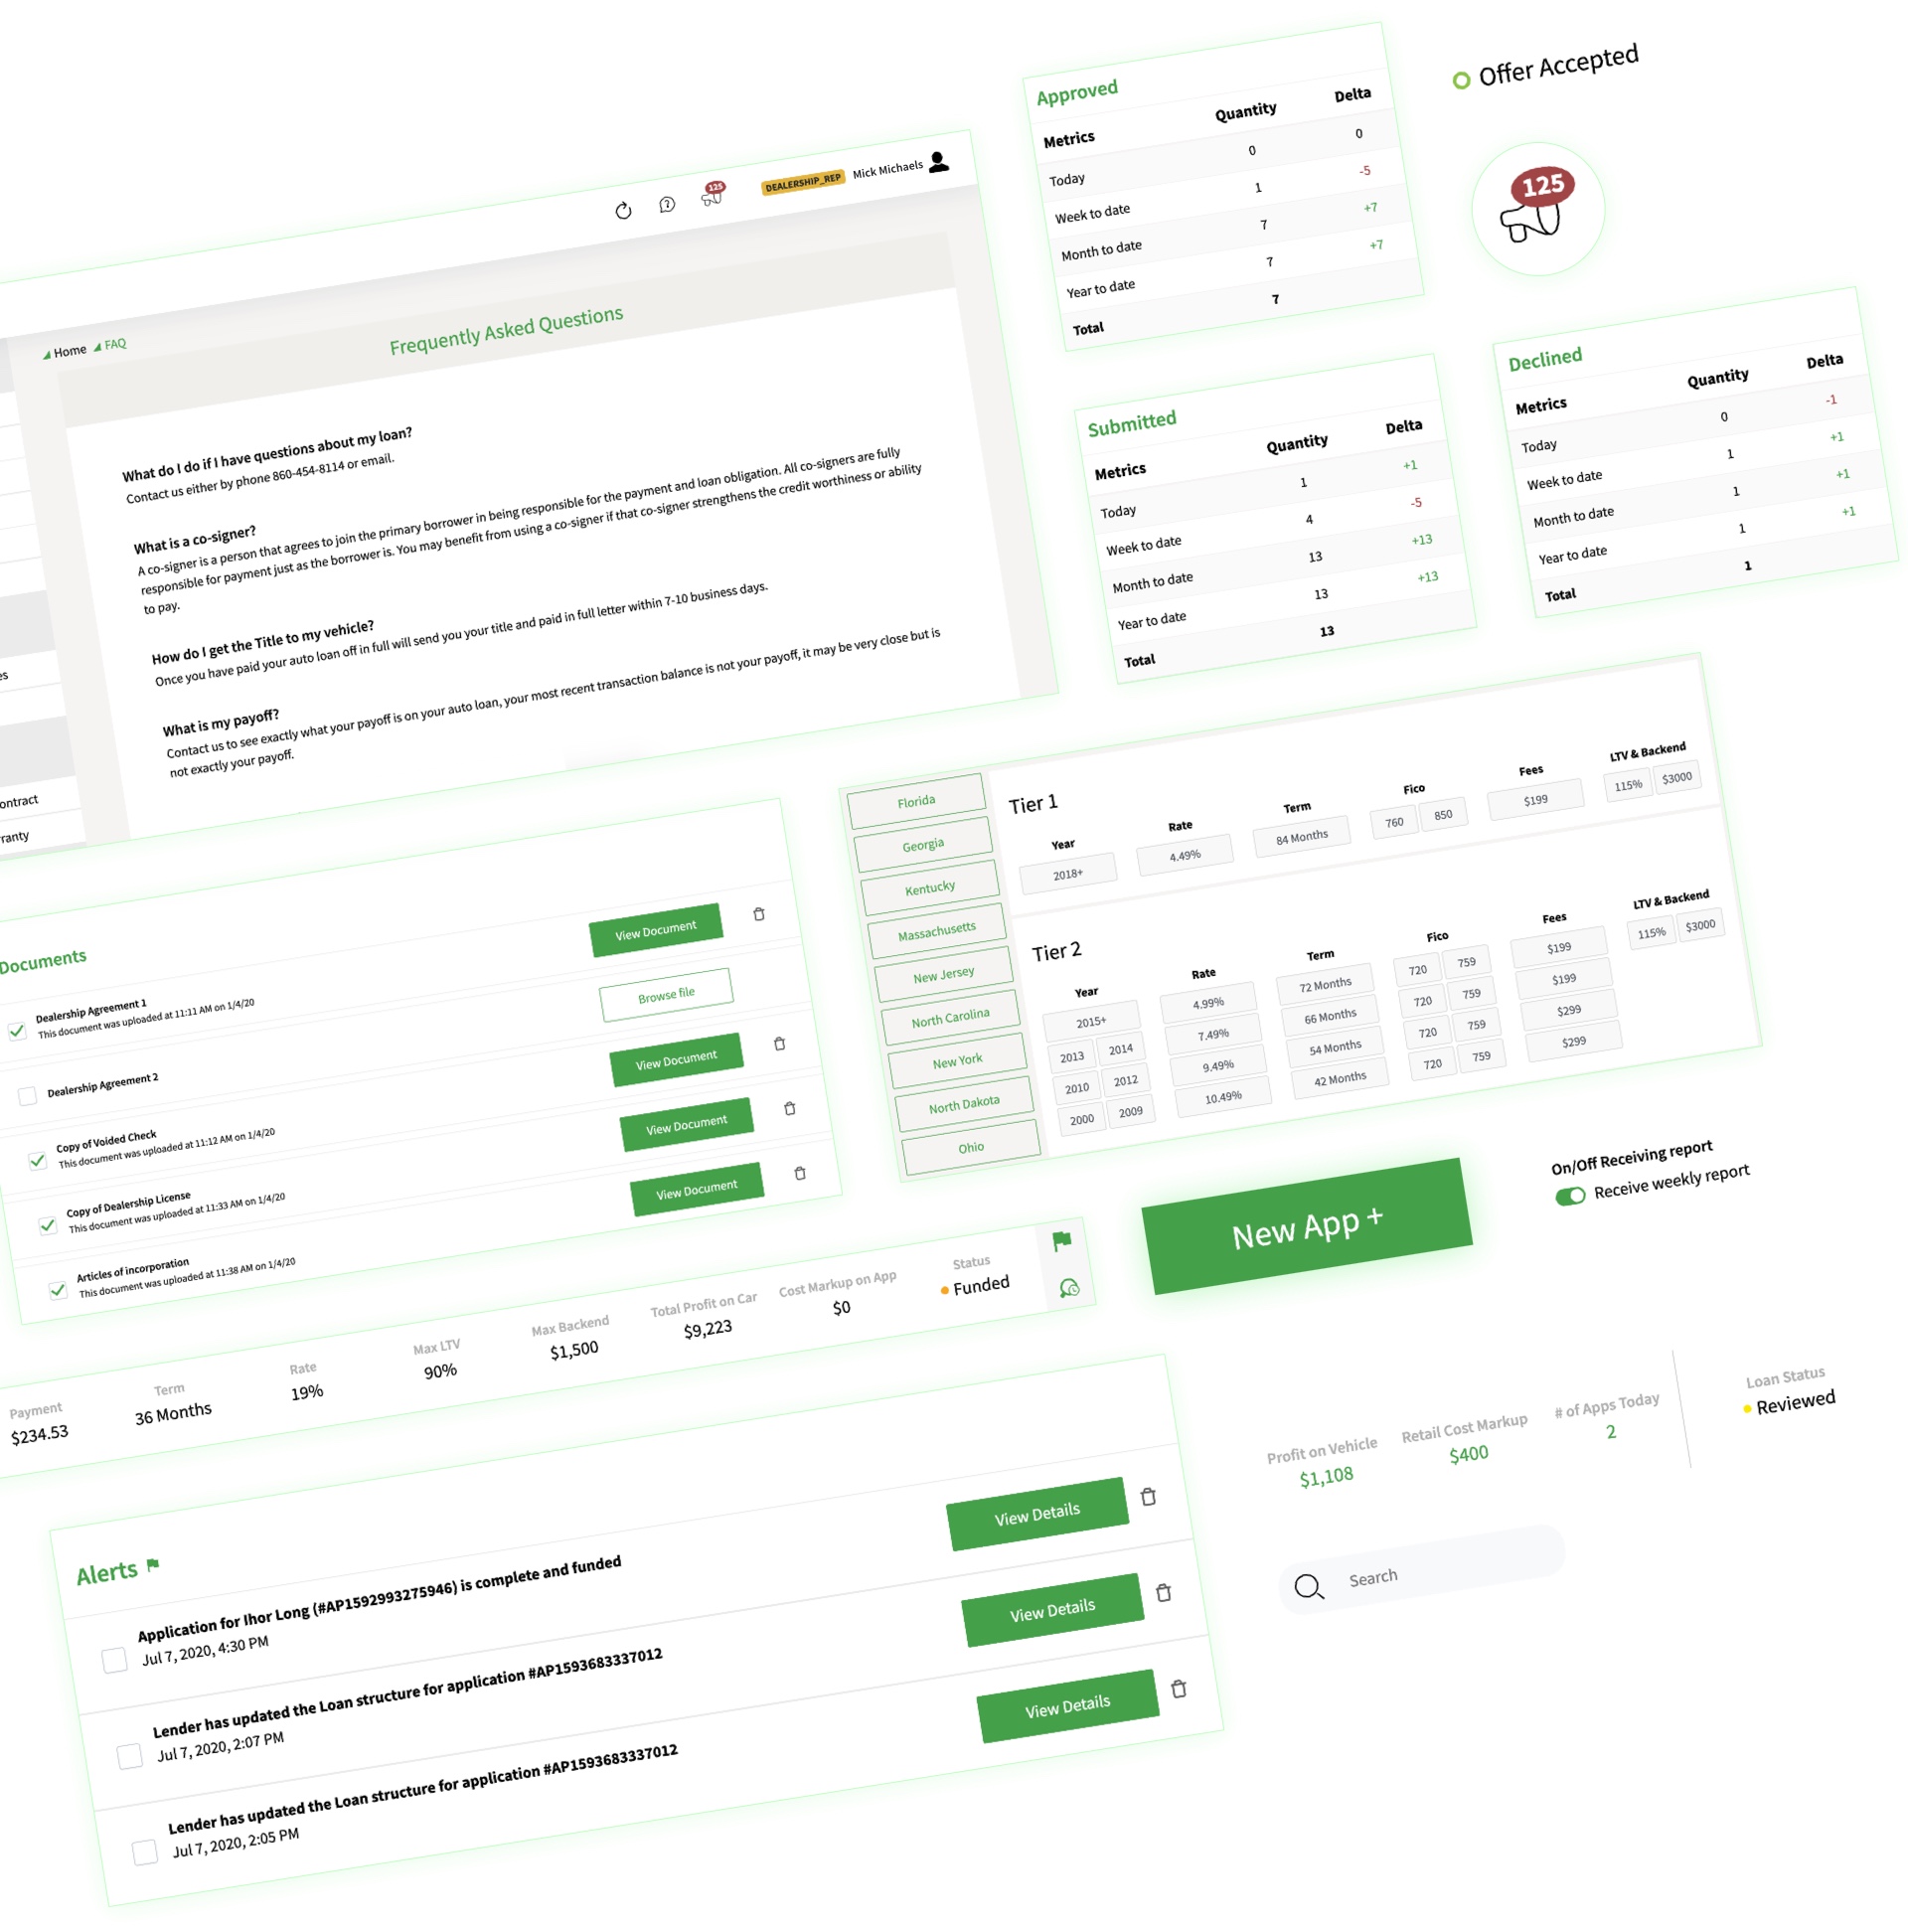 Offer Accepted
Approved
Metrics Quantity Delta
Today 0 0
Week to date 1 -5
Month to date 7 +7
Year to date 7 +7
Total 7
125
125
DEALERSHIP_REP Mick Michaels
Home FAQ
Frequently Asked Questions
What do I do if I have questions about my loan?
Contact us either by phone 860-454-8114 or email.
What is a co-signer?
A co-signer is a person that agrees to join the primary borrower in being responsible for the payment and loan obligation. All co-signers are fully
responsible for payment just as the borrower is. You may benefit from using a co-signer if that co-signer strengthens the credit worthiness or ability
to pay.
How do I get the Title to my vehicle?
Once you have paid your auto loan off in full will send you your title and paid in full letter within 7-10 business days.
What is my payoff?
Contact us to see exactly what your payoff is on your auto loan, your most recent transaction balance is not your payoff, it may be very close but is
not exactly your payoff.
es
ontract
ranty
Submitted
Metrics Quantity Delta
Today 1 +1
Week to date 4 -5
Month to date 13 +13
Year to date 13 +13
Total 13
Declined
Metrics Quantity Delta
Today 0 -1
Week to date 1 +1
Month to date 1 +1
Year to date 1 +1
Total 1
Florida
Georgia
Kentucky
Massachusetts
New Jersey
North Carolina
New York
North Dakota
Ohio
Tier 1
Year Rate Term Fico Fees LTV & Backend
2018+ 4.49% 84 Months 760 850 $199 115% $3000
Tier 2
Year Rate Term Fico Fees LTV & Backend
2015+ 4.99% 72 Months 720 759 $199 115% $3000
2013 2014 7.49% 66 Months 720 759 $199
2010 2012 9.49% 54 Months 720 759 $299
2000 2009 10.49% 42 Months 720 759 $299
Documents
Dealership Agreement 1
This document was uploaded at 11:11 AM on 1/4/20
View Document
Dealership Agreement 2
Browse file
Copy of Voided Check
This document was uploaded at 11:12 AM on 1/4/20
View Document
Copy of Dealership License
This document was uploaded at 11:33 AM on 1/4/20
View Document
Articles of incorporation
This document was uploaded at 11:38 AM on 1/4/20
View Document
New App +
On/Off Receiving report
Receive weekly report
Payment Term Rate Max LTV Max Backend Total Profit on Car Cost Markup on App Status
$234.53 36 Months 19% 90% $1,500 $9,223 $0 Funded
Profit on Vehicle Retail Cost Markup # of Apps Today Loan Status
$1,108 $400 2 Reviewed
Search
Alerts
Application for Ihor Long (#AP1592993275946) is complete and funded
Jul 7, 2020, 4:30 PM
View Details
Lender has updated the Loan structure for application #AP1593683337012
Jul 7, 2020, 2:07 PM
View Details
Lender has updated the Loan structure for application #AP1593683337012
Jul 7, 2020, 2:05 PM
View Details